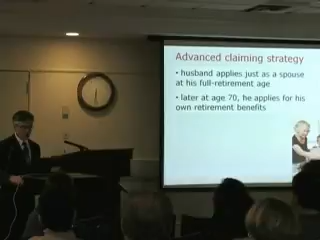 Advanced claiming strategy
• husband applies just as a spouse
at his full-retirement age
• later at age 70, he applies for his
own retirement benefits